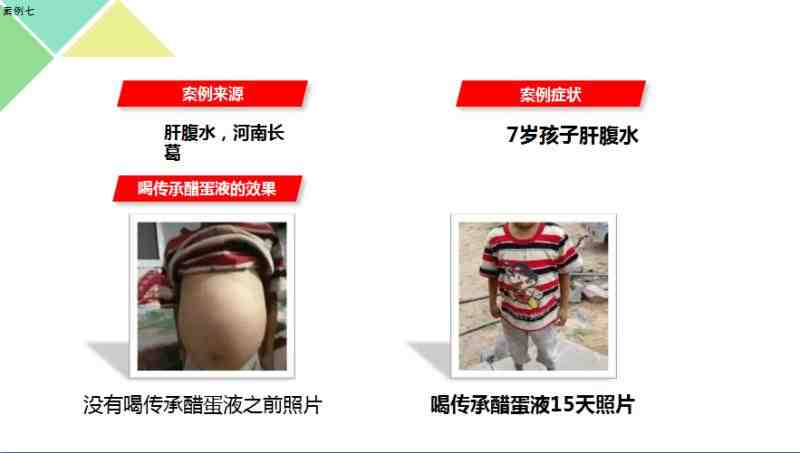 案例七
案例来源
肝腹水，河南长
葛
案例症状
7岁孩子肝腹水
喝传承醋蛋液的效果
没有喝传承醋蛋液之前照片
喝传承醋蛋液15天照片